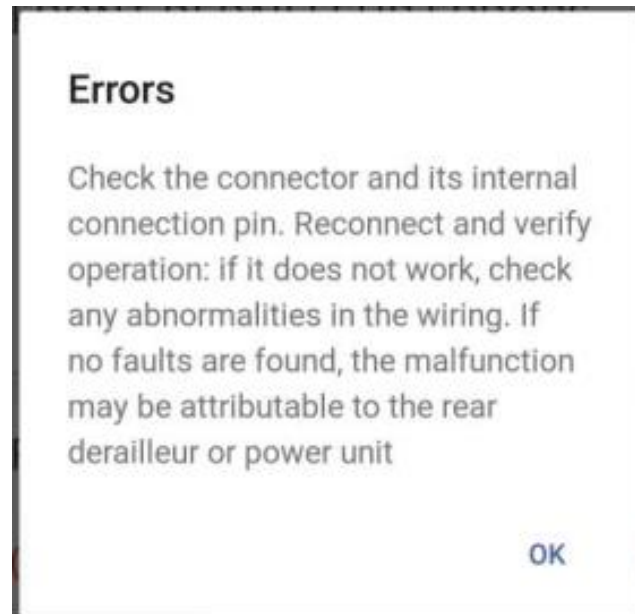 Errors
Check the connector and its internal
connection pin. Reconnect and verify
operation: if it does not work, check
any abnormalities in the wiring. If
no faults are found, the malfunction
may be attributable to the rear
derailleur or power unit
OK